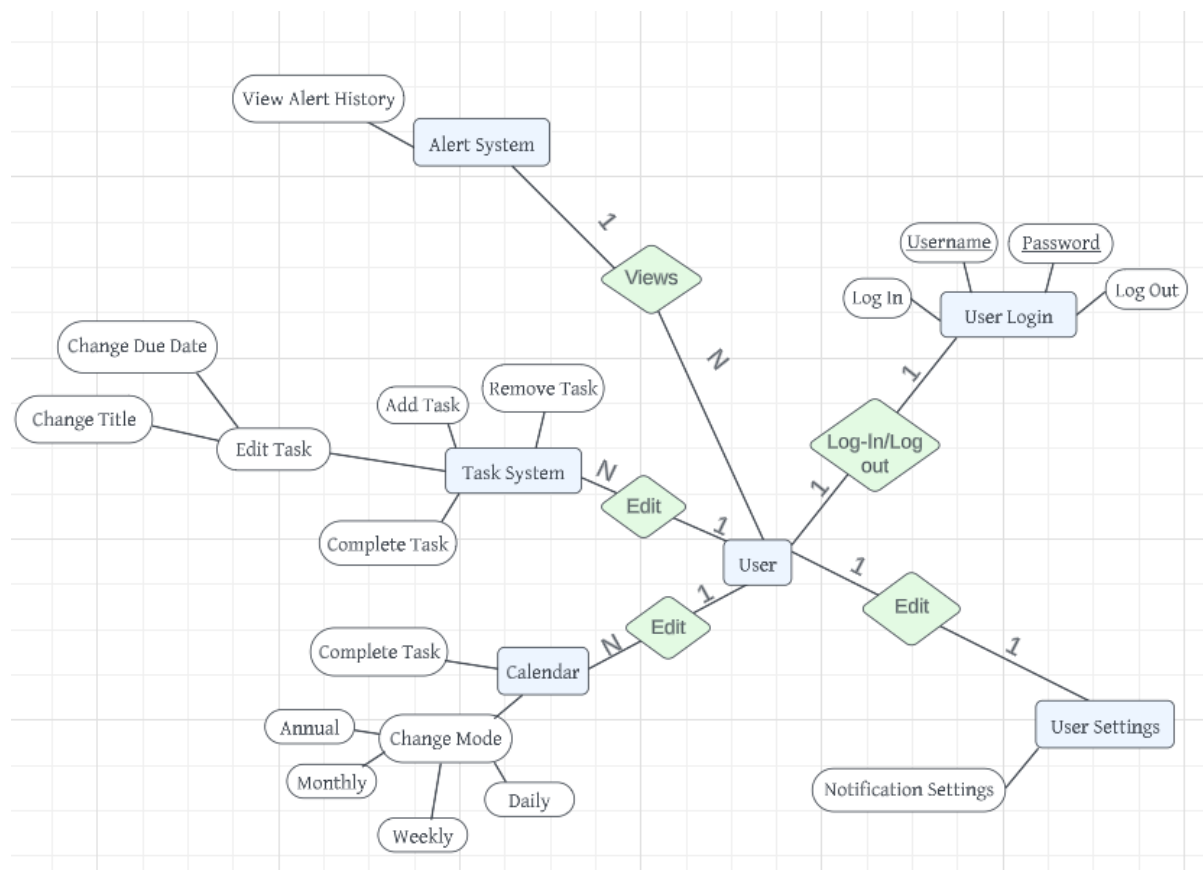 View Alert History
Alert System
1
Views
N
Username
Password
Log In
Log Out
User Login
1
Log-In/Log
out
1
Change Due Date
Change Title
Edit Task
Add Task
Remove Task
Task System
Complete Task
N
Edit
1
User
1
Edit
1
User Settings
Notification Settings
1
Edit
N
Calendar
Complete Task
Change Mode
Annual
Monthly
Weekly
Daily